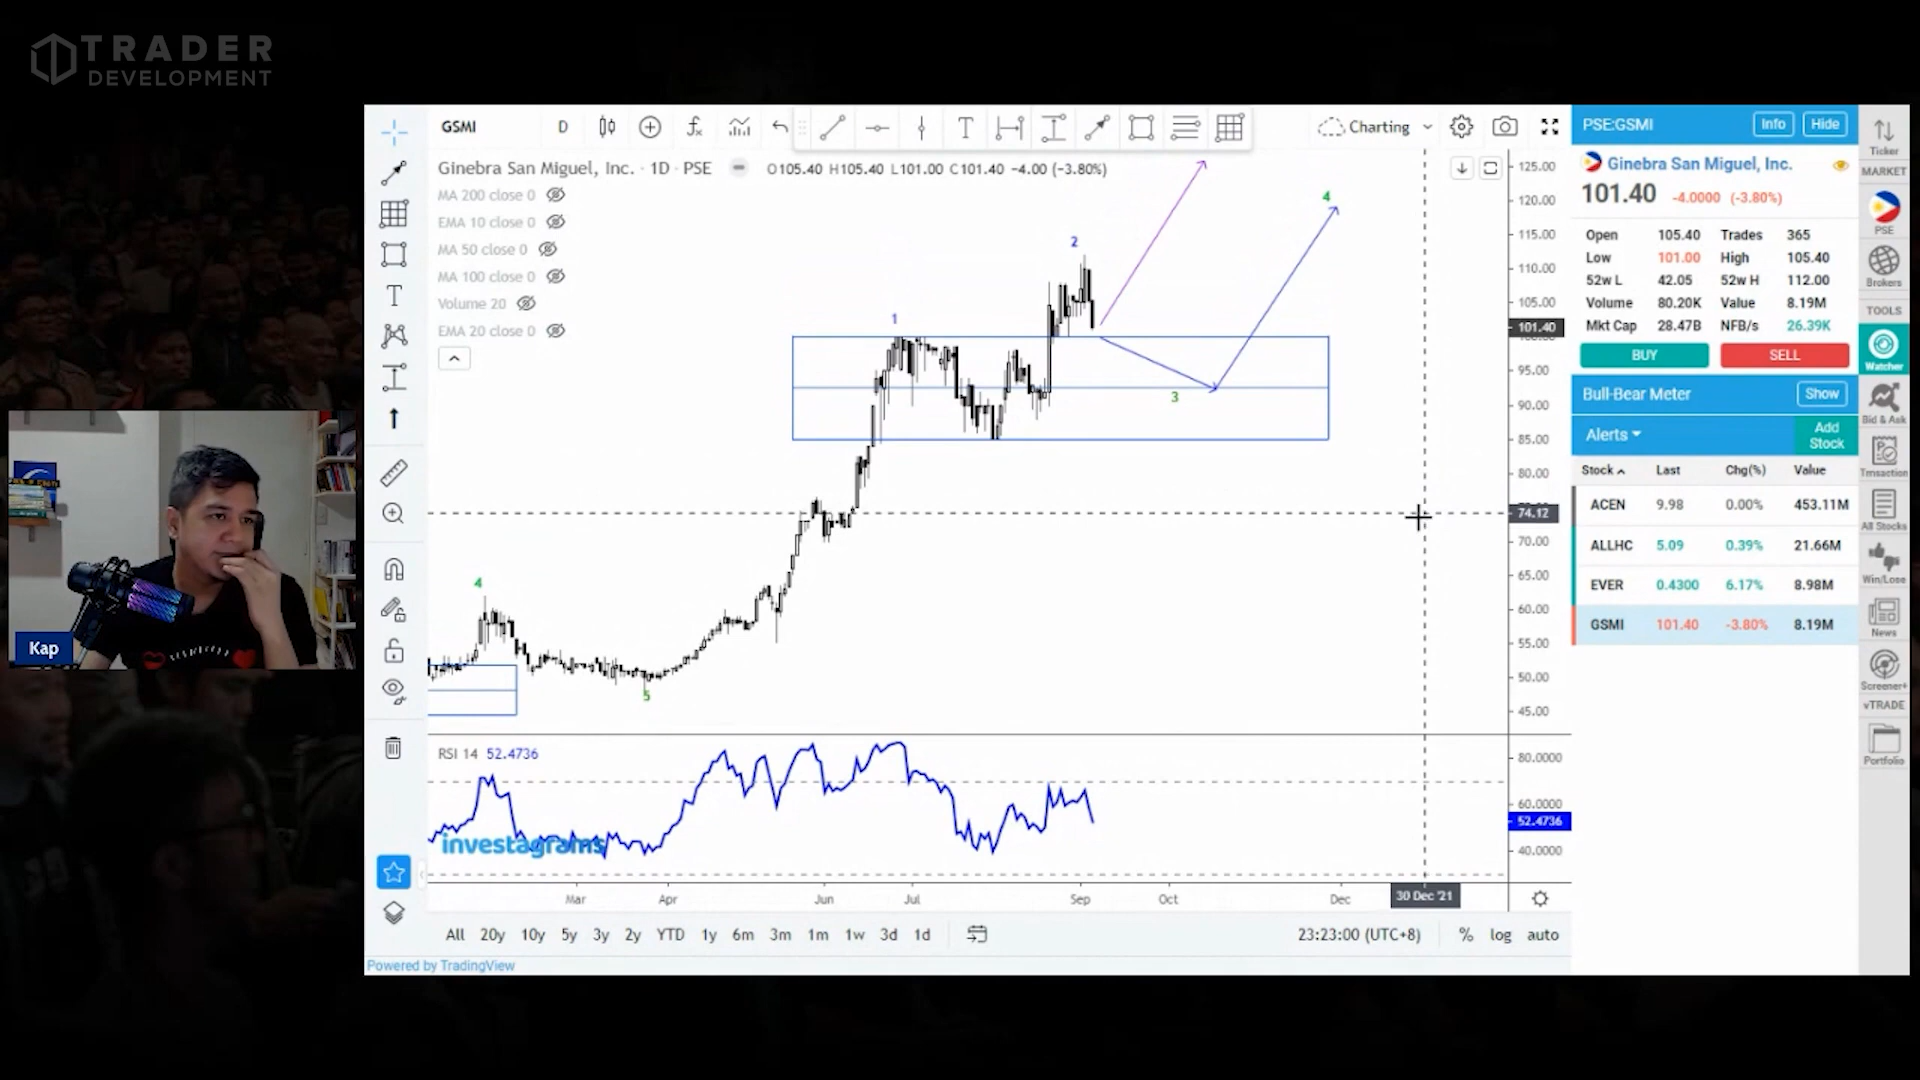 TRADER
DEVELOPMENT
GSMI
D
Charting
Ginebra San Miguel, Inc. · 1D · PSE
O105.40 H105.40 L101.00 C101.40 −4.00 (−3.80%)
MA 200 close 0
EMA 10 close 0
MA 50 close 0
MA 100 close 0
Volume 20
EMA 20 close 0
1
2
3
4
4
5
125.00
120.00
115.00
110.00
105.00
101.40
100.00
95.00
90.00
85.00
80.00
74.12
70.00
65.00
60.00
55.00
50.00
45.00
RSI 14 52.4736
80.0000
60.0000
52.4736
40.0000
investagrams
Mar
Apr
Jun
Jul
Sep
Oct
Dec
30 Dec '21
All 20y 10y 5y 3y 2y YTD 1y 6m 3m 1m 1w 3d 1d
23:23:00 (UTC+8)
% log auto
Powered by TradingView
Kap
PSE:GSMI
Info
Hide
Ginebra San Miguel, Inc.
101.40 -4.0000 (-3.80%)
Open 105.40 Trades 365
Low 101.00 High 105.40
52w L 42.05 52w H 112.00
Volume 80.20K Value 8.19M
Mkt Cap 28.47B NFB/s 26.39K
BUY
SELL
Bull-Bear Meter
Show
Alerts
Add
Stock
Stock Last Chg(%) Value
ACEN 9.98 0.00% 453.11M
ALLHC 5.09 0.39% 21.66M
EVER 0.4300 6.17% 8.98M
GSMI 101.40 -3.80% 8.19M
Ticker
MARKET
PSE
Brokers
TOOLS
Watcher
Bid & Ask
Trnsaction
All Stocks
Win/Lose
News
Screener+
vTRADE
Portfolio